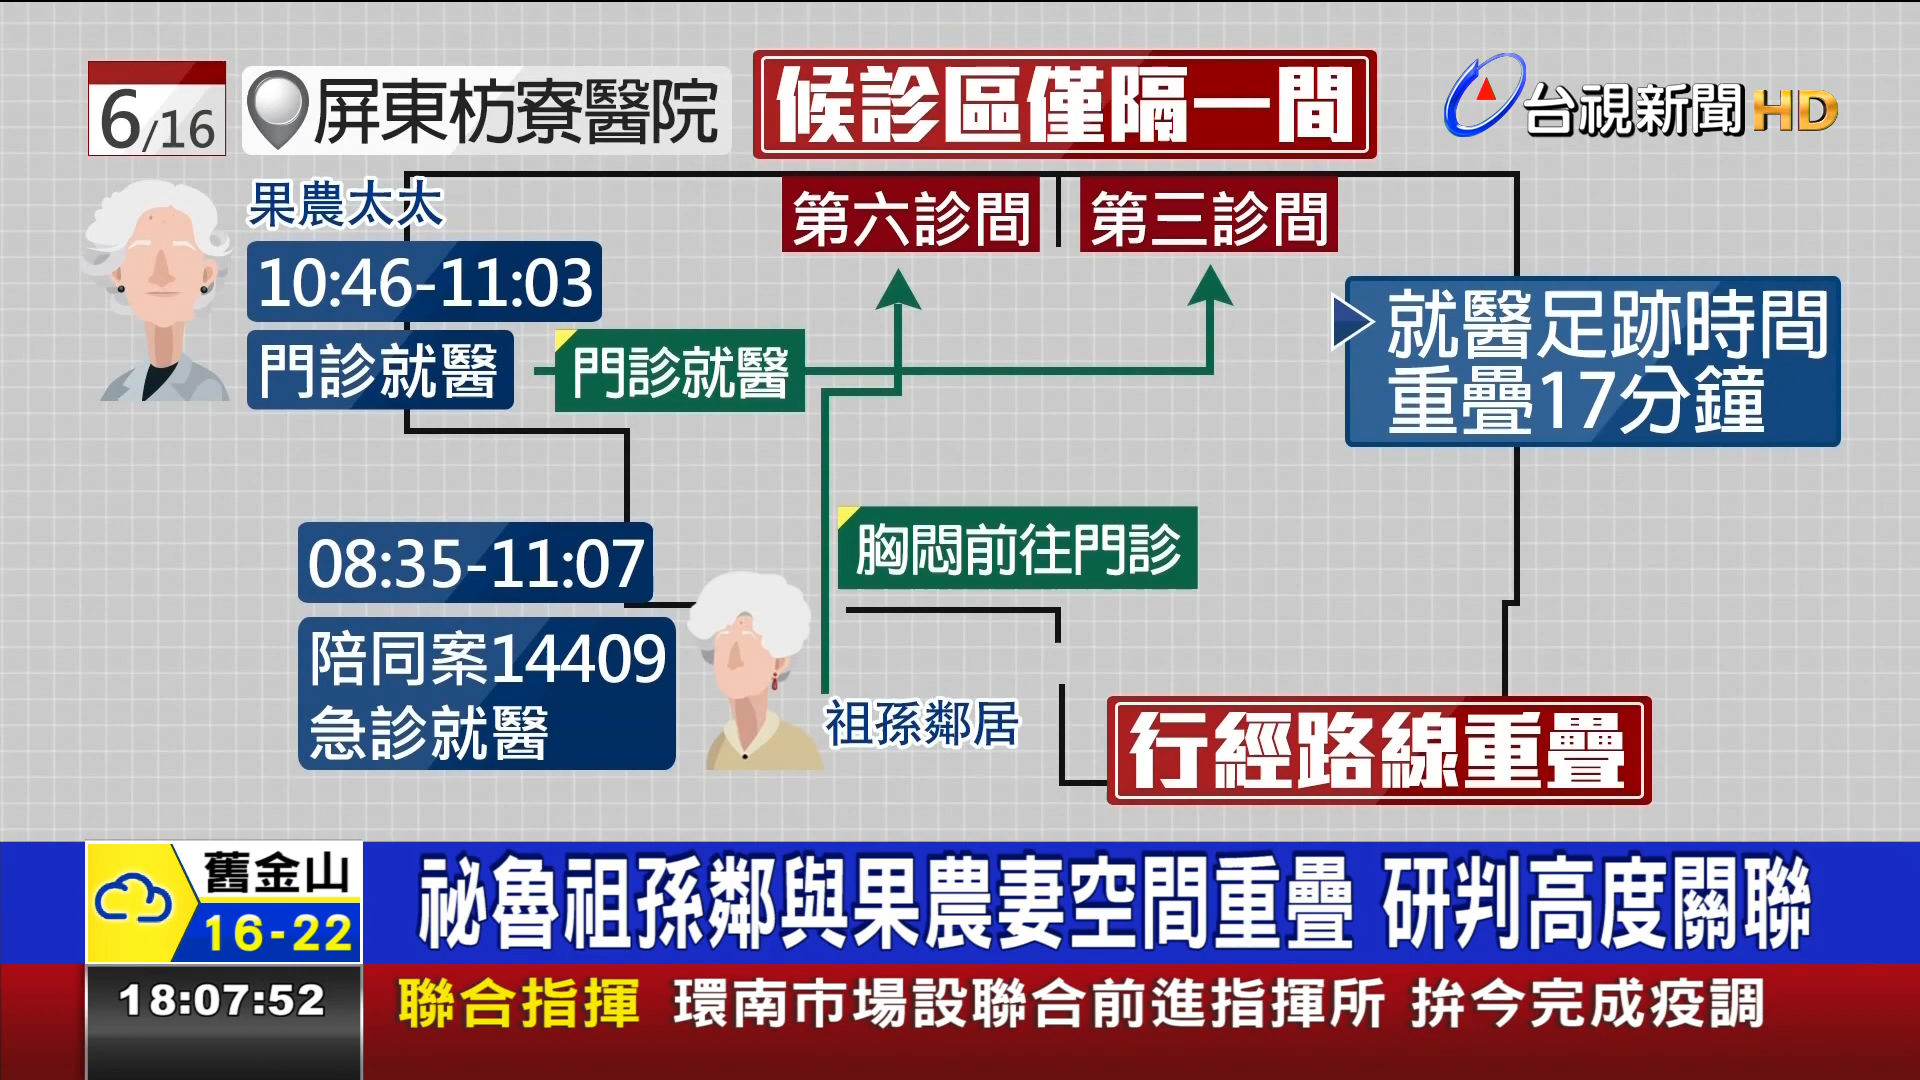 6/16
屏東枋寮醫院
候診區僅隔一間
台視新聞HD
果農太太
10:46-11:03
門診就醫
門診就醫
第六診間
第三診間
就醫足跡時間
重疊17分鐘
08:35-11:07
陪同案14409
急診就醫
胸悶前往門診
祖孫鄰居
行經路線重疊
舊金山
16-22
祕魯祖孫鄰與果農妻空間重疊 研判高度關聯
18:07:52
聯合指揮 環南市場設聯合前進指揮所 拚今完成疫調